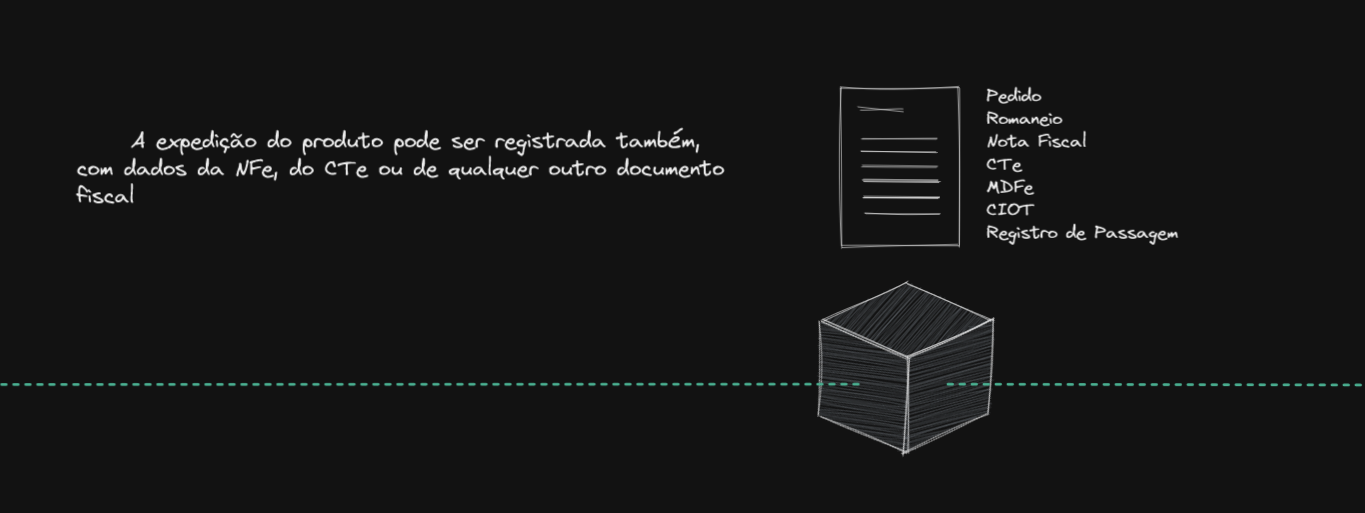 A expedição do produto pode ser registrada também,
com dados da NFe, do CTe ou de qualquer outro documento
fiscal
Pedido
Romaneio
Nota Fiscal
CTe
MDFe
CIOT
Registro de Passagem